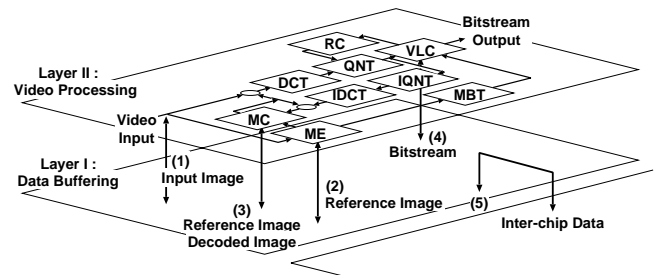 Bitstream
Output
RC
VLC
Layer II :
Video Processing
QNT
DCT
IQNT
IDCT
MBT
MC
Video
Input
ME
(4)
Bitstream
Layer I :
Data Buffering
(1)
Input Image
(2)
Reference Image
(3)
Reference Image
Decoded Image
(5)
Inter-chip Data